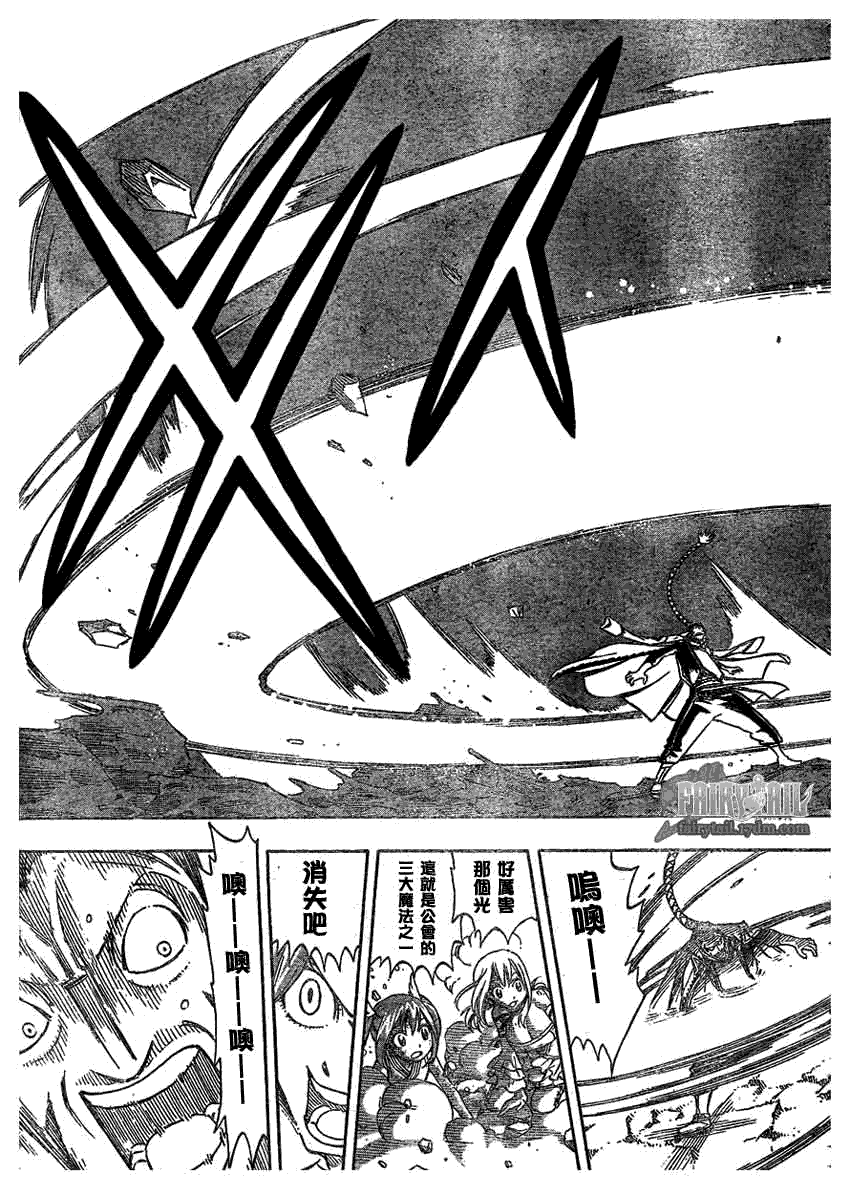 FAIRY TAIL
fairytail.17dm.com
嗚噢——
好厲害
那個光
這就是公會的
三大魔法之一
消失吧
噢——噢——噢——